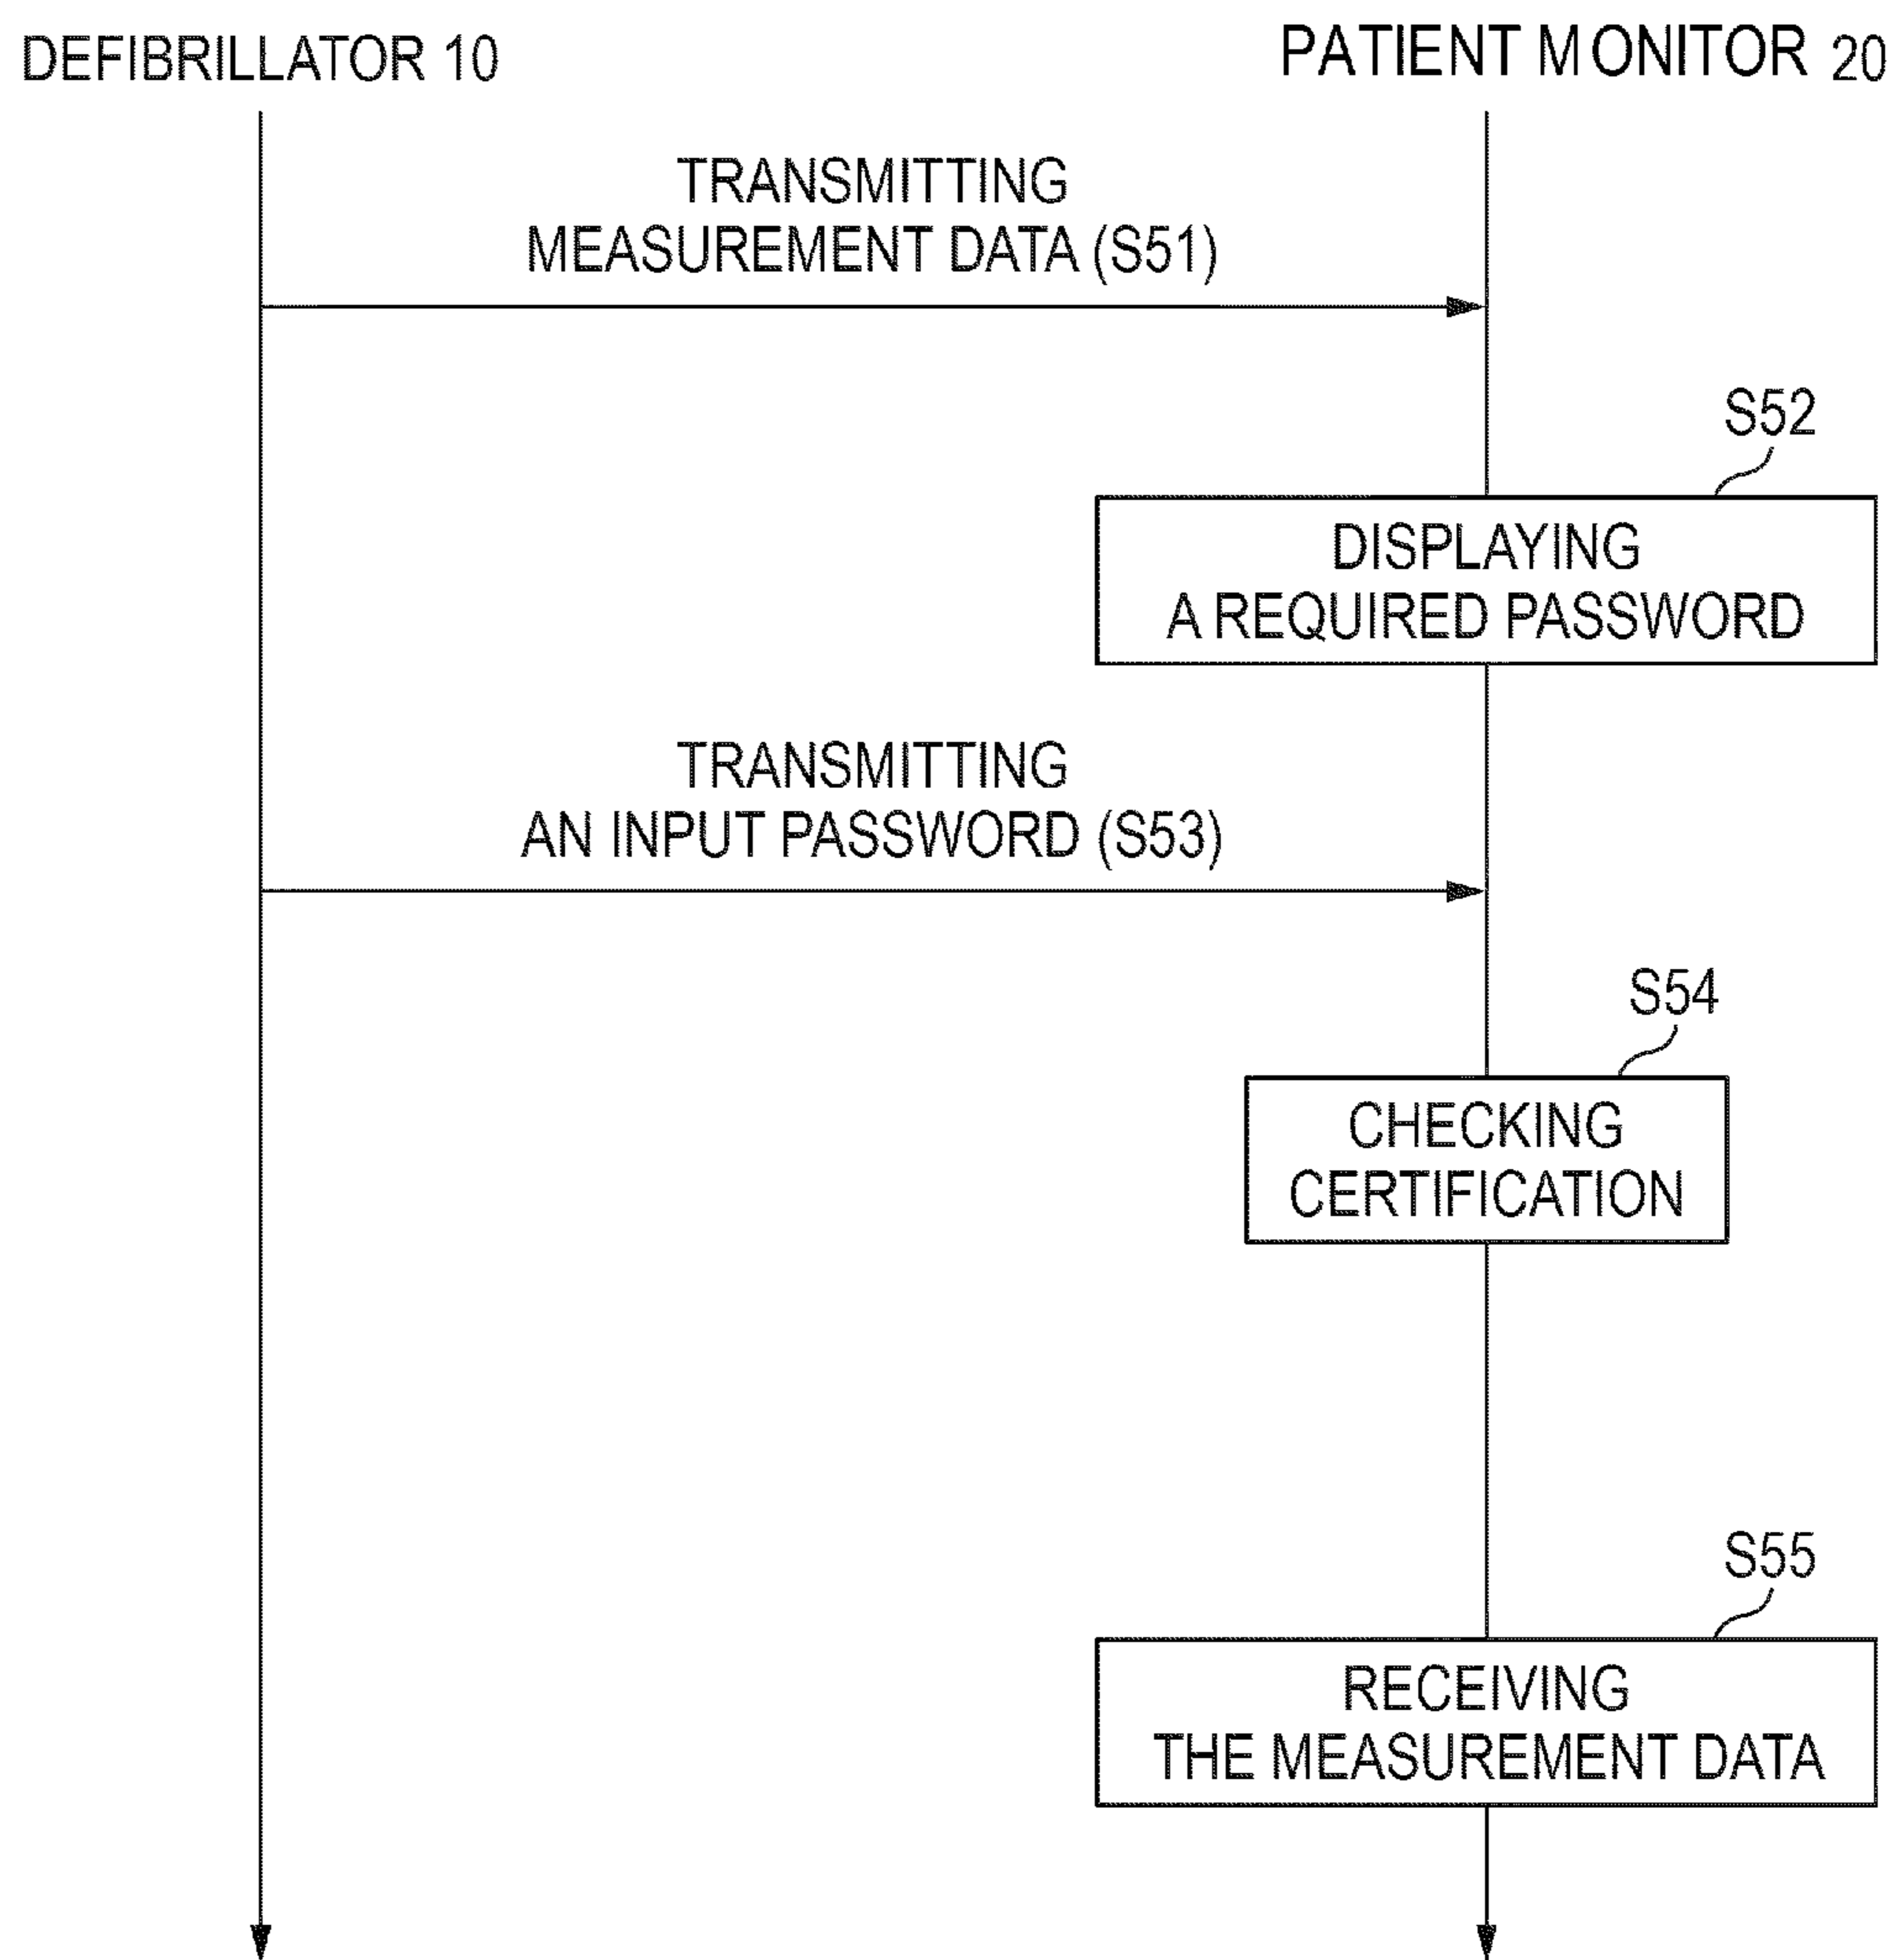 DEFIBRILLATOR 10
PATIENT MONITOR 20
TRANSMITTING
MEASUREMENT DATA (S51)
S52
DISPLAYING
A REQUIRED PASSWORD
TRANSMITTING
AN INPUT PASSWORD (S53)
S54
CHECKING
CERTIFICATION
S55
RECEIVING
THE MEASUREMENT DATA